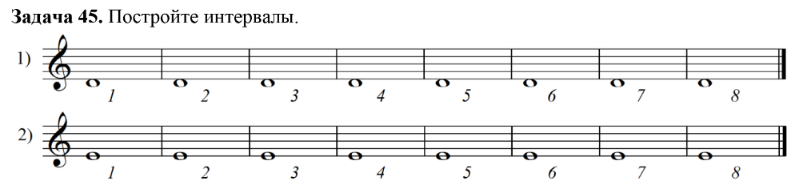 Задача 45. Постройте интервалы.
1)
1 2 3 4 5 6 7 8
2)
1 2 3 4 5 6 7 8